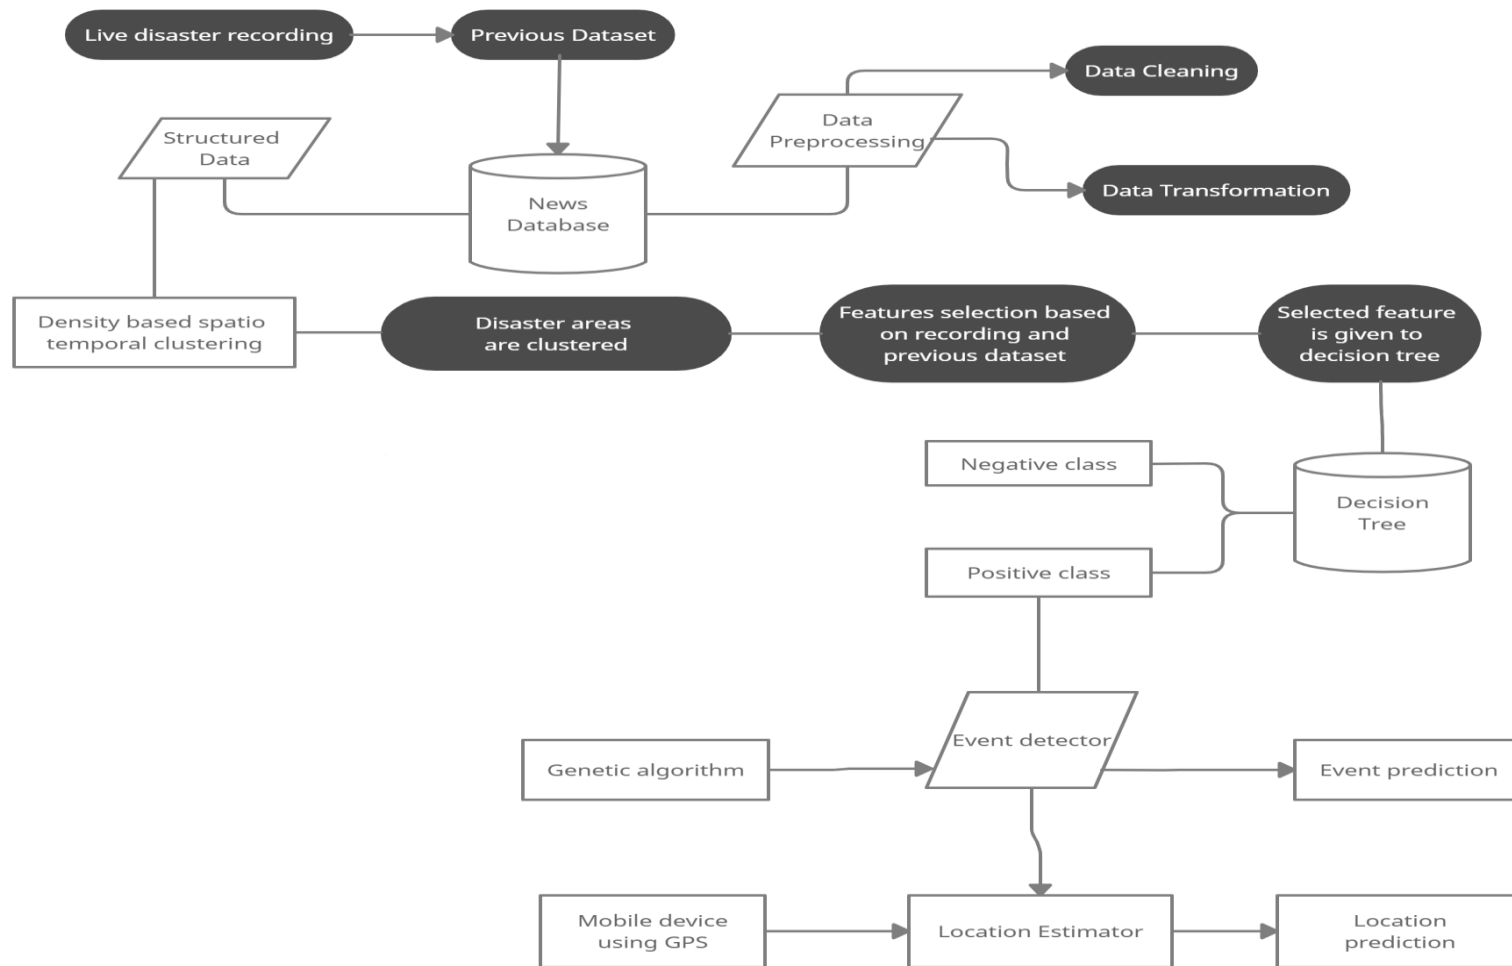 Live disaster recording
Previous Dataset
Data Cleaning
Data
Preprocessing
Structured
Data
Data Transformation
News
Database
Density based spatio
temporal clustering
Disaster areas
are clustered
Features selection based
on recording and
previous dataset
Selected feature
is given to
decision tree
Negative class
Decision
Tree
Positive class
Event detector
Genetic algorithm
Event prediction
Mobile device
using GPS
Location Estimator
Location
prediction